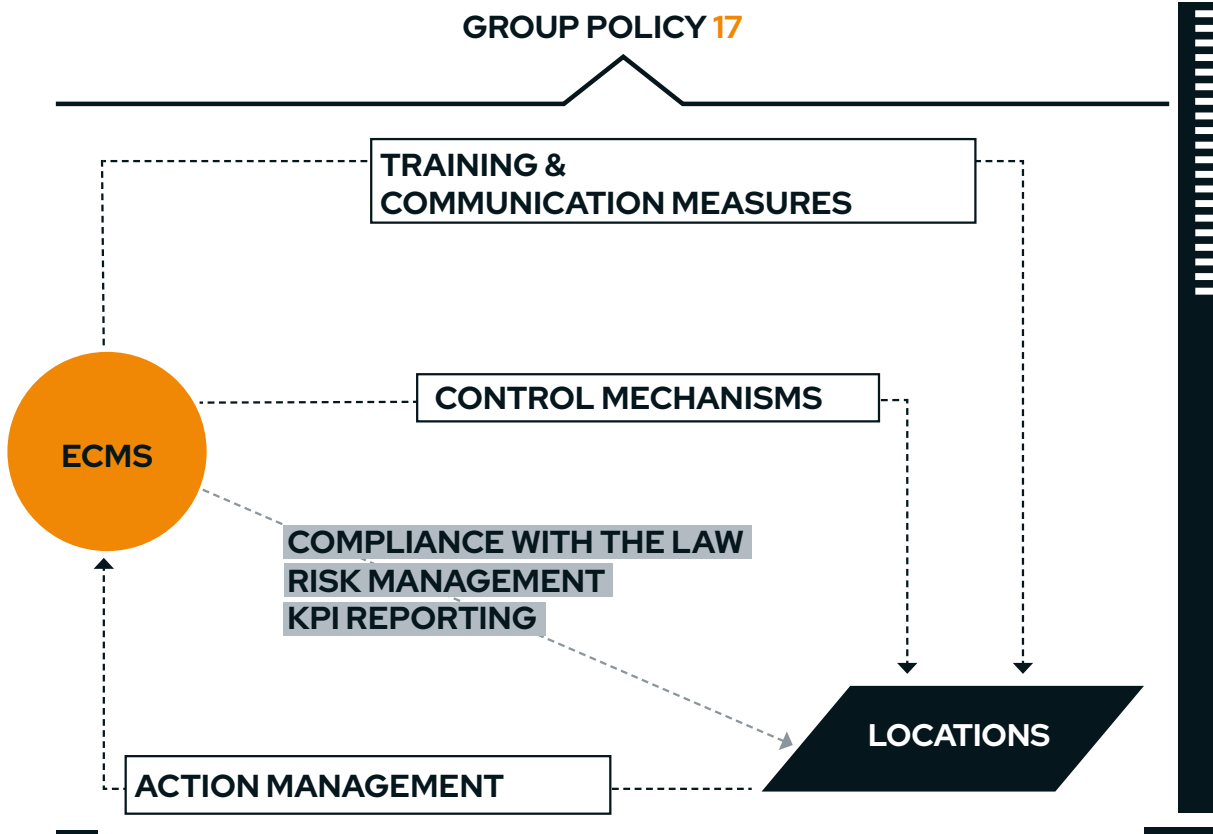 GROUP POLICY 17
TRAINING &
COMMUNICATION MEASURES
CONTROL MECHANISMS
ECMS
COMPLIANCE WITH THE LAW
RISK MANAGEMENT
KPI REPORTING
LOCATIONS
ACTION MANAGEMENT